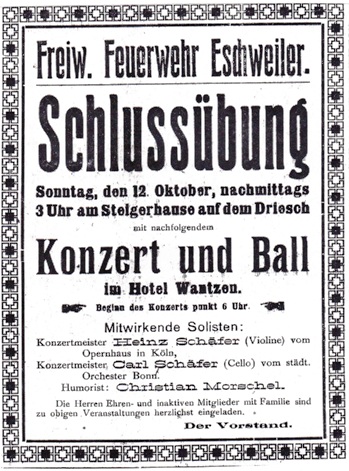 Freiw. Feuerwehr Eschweiler.
Schlussübung
Sonntag, den 12. Oktober, nachmittags
3 Uhr am Steigerhause auf dem Driesch
mit nachfolgendem
Konzert und Ball
im Hotel Wantzen.
Beginn des Konzerts punkt 6 Uhr.
Mitwirkende Solisten:
Konzertmeister Heinz Schäfer (Violine) vom
Opernhaus in Köln,
Konzertmeister, Carl Schäfer (Cello) vom städt.
Orchester Bonn.
Humorist: Christian Morschel.
Die Herren Ehren- und inaktiven Mitglieder mit Familie sind
zu obigen Veranstaltungen herzlichst eingeladen.
Der Vorstand.